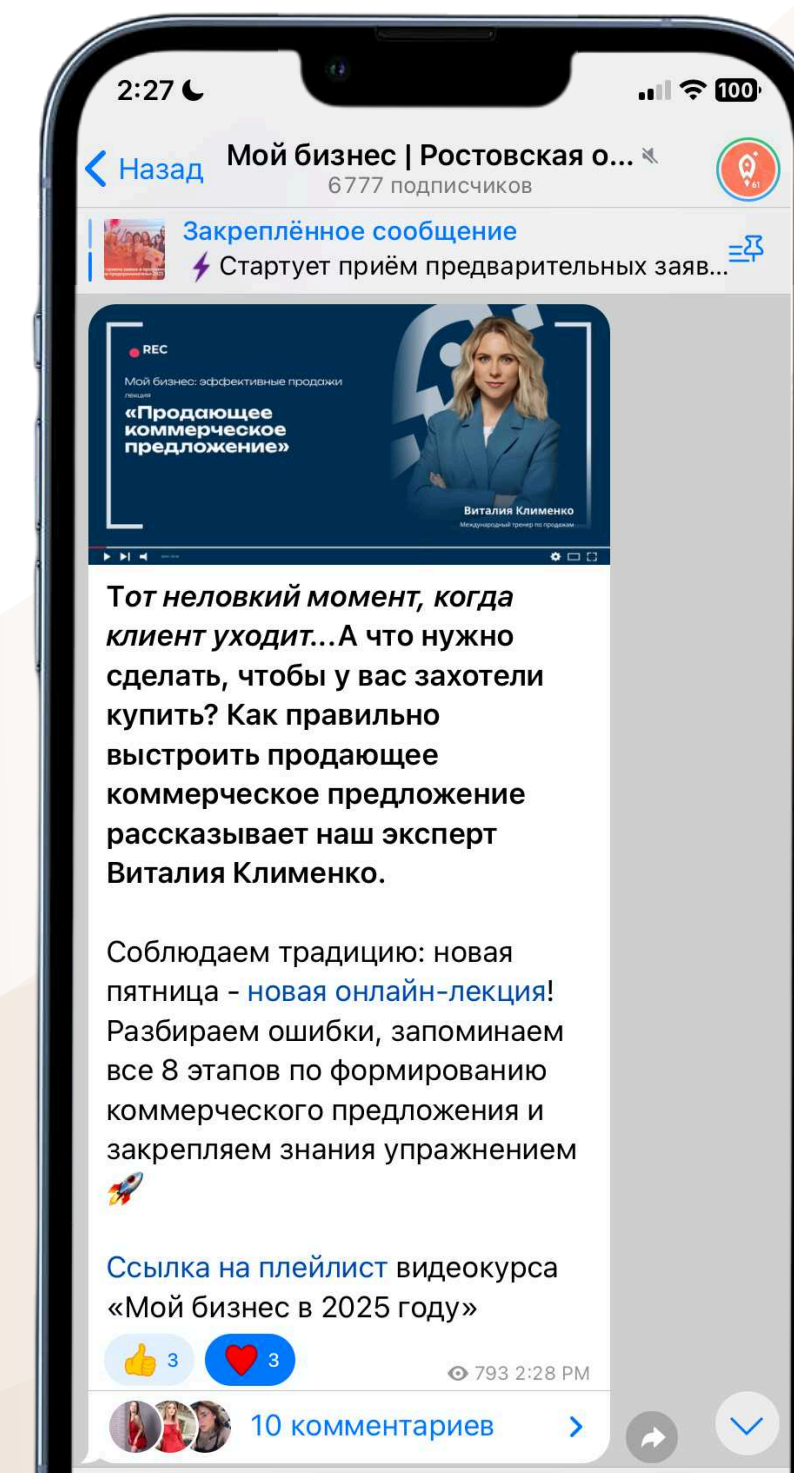 2:27
100
Назад
Мой бизнес | Ростовская о...
6777 подписчиков
61
Закреплённое сообщение
Стартует приём предварительных заяв...
REC
Мой бизнес: эффективные продажи
лекция
«Продающее
коммерческое
предложение»
Виталия Клименко
Международный тренер по продажам
Тот неловкий момент, когда
клиент уходит...А что нужно
сделать, чтобы у вас захотели
купить? Как правильно
выстроить продающее
коммерческое предложение
рассказывает наш эксперт
Виталия Клименко.
Соблюдаем традицию: новая
пятница - новая онлайн-лекция!
Разбираем ошибки, запоминаем
все 8 этапов по формированию
коммерческого предложения и
закрепляем знания упражнением
Ссылка на плейлист видеокурса
«Мой бизнес в 2025 году»
3
3
793 2:28 PM
10 комментариев